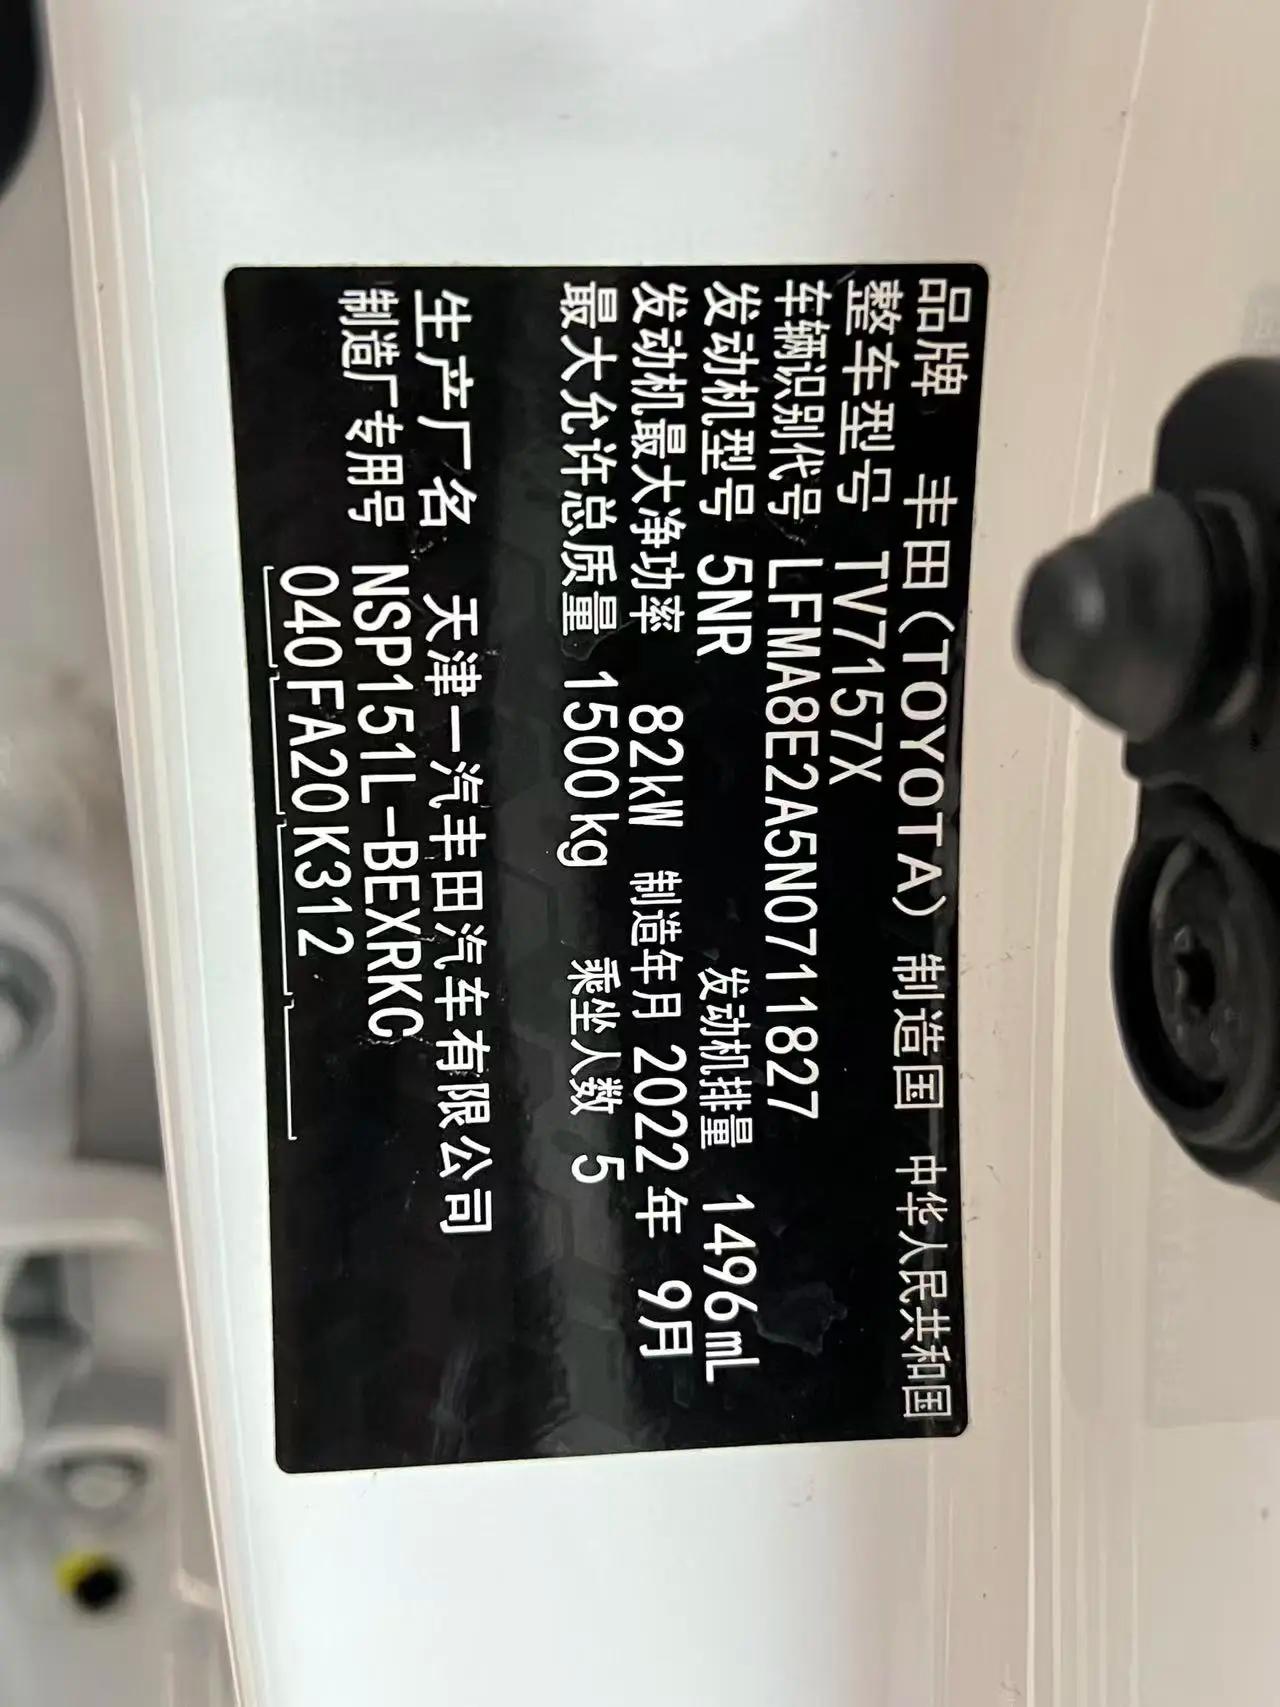 品牌 丰田(TOYOTA) 制造国 中华人民共和国
整车型号 TV7157X
车辆识别代号 LFMA8E2A5N0711827
发动机型号 5NR 发动机排量 1496mL
发动机最大净功率 82kW 制造年月 2022年 9月
最大允许总质量 1500kg 乘坐人数 5
生产厂名 天津一汽丰田汽车有限公司
制造厂专用号 NSP151L-BEXRKC
040FA20K312